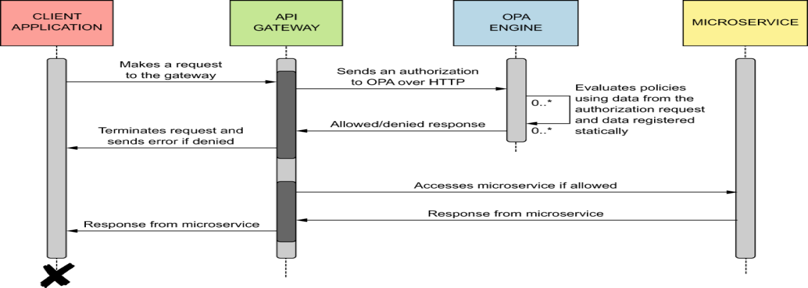 CLIENT
APPLICATION
API
GATEWAY
OPA
ENGINE
MICROSERVICE
Makes a request
to the gateway
Sends an authorization
to OPA over HTTP
0..*
0..*
Evaluates policies
using data from the
authorization request
and data registered
statically
Allowed/denied response
Terminates request and
sends error if denied
Accesses microservice if allowed
Response from microservice
Response from microservice